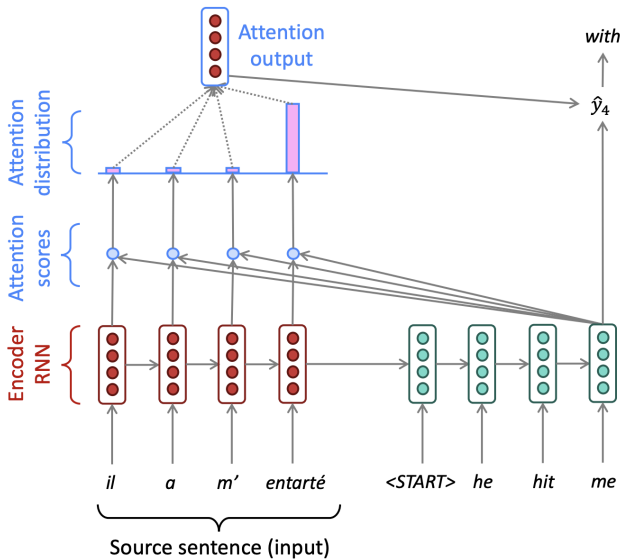 Attention
output
with
ŷ4
Attention
distribution
Attention
scores
Encoder
RNN
il a m’ entarté <START> he hit me
Source sentence (input)